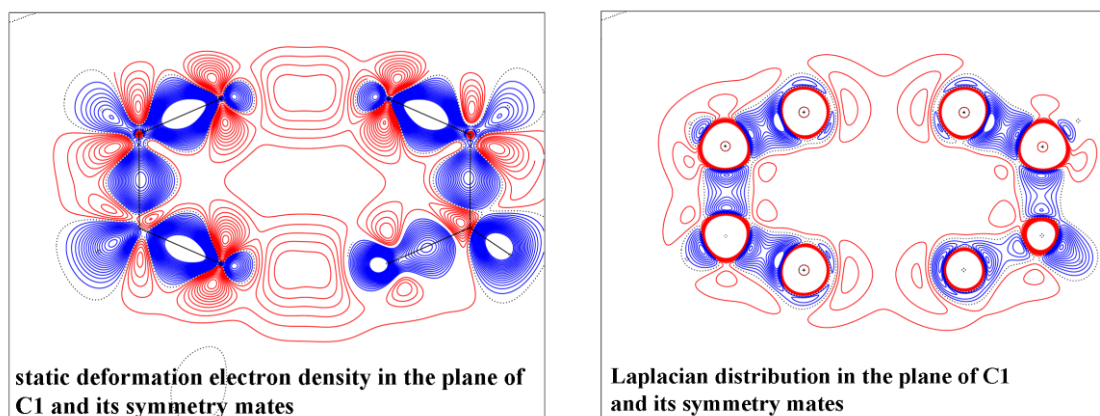 static deformation electron density in the plane of
C1 and its symmetry mates
Laplacian distribution in the plane of C1
and its symmetry mates